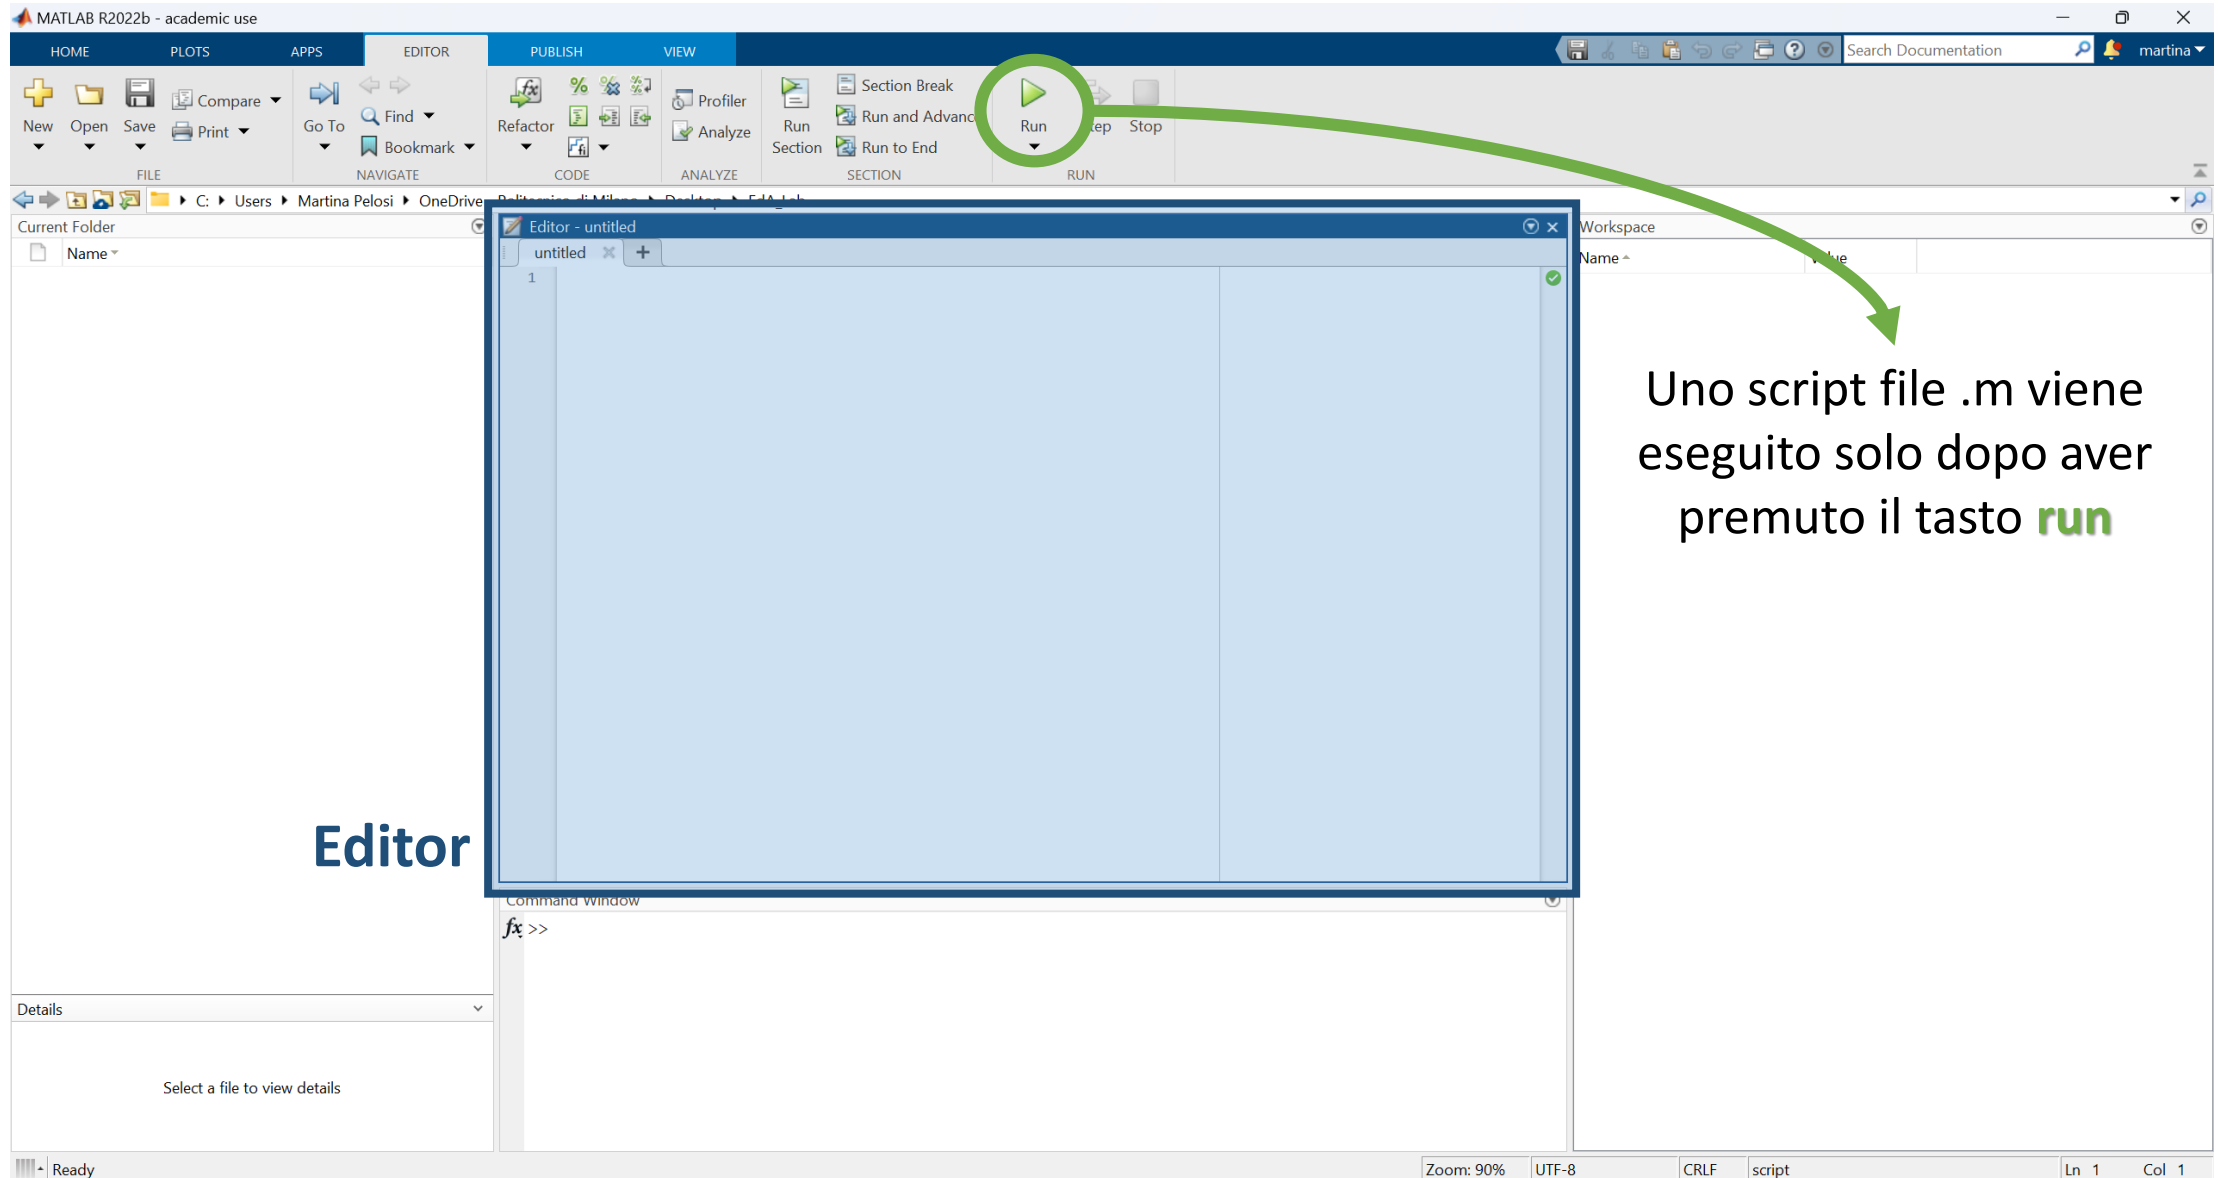 MATLAB R2022b - academic use
HOME PLOTS APPS EDITOR PUBLISH VIEW
Search Documentation
martina
New Open Save
Compare
Print
FILE
Go To
Find
Bookmark
NAVIGATE
Refactor
CODE
Profiler
Analyze
ANALYZE
Run Section
Section Break
Run and Advanc
Run to End
SECTION
Run
Stop
RUN
C: Users Martina Pelosi OneDrive
Current Folder
Name
Editor - untitled
untitled
1
Workspace
Name
Uno script file .m viene
eseguito solo dopo aver
premuto il tasto run
Editor
Command Window
fx >>
Details
Select a file to view details
Ready
Zoom: 90% UTF-8 CRLF script Ln 1 Col 1